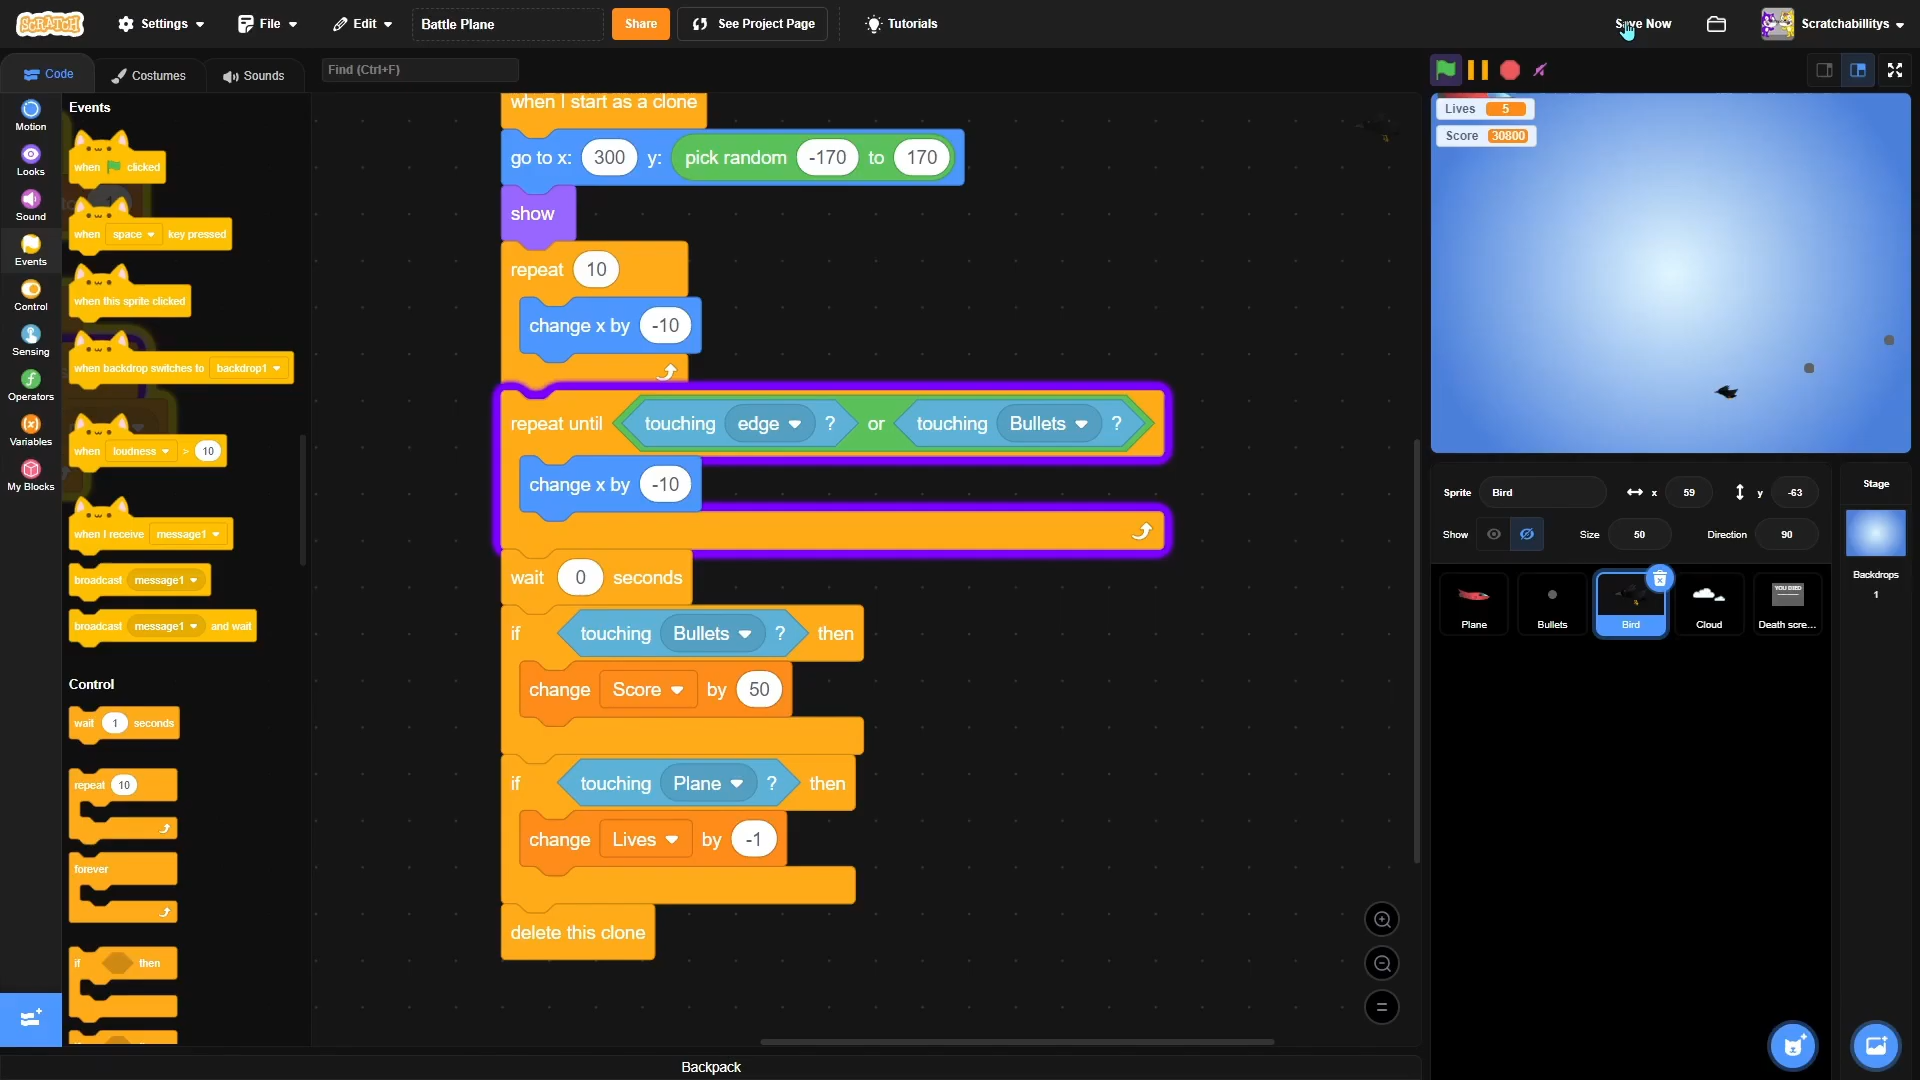 SCRATCH
Settings
File
Edit
Battle Plane
Share
See Project Page
Tutorials
Save Now
Scratchabillitys
Code
Costumes
Sounds
Find (Ctrl+F)
Motion
Looks
Sound
Events
Control
Sensing
Operators
Variables
My Blocks
Events
when clicked
when space key pressed
when this sprite clicked
when backdrop switches to backdrop1
when loudness > 10
when I receive message1
broadcast message1
broadcast message1 and wait
Control
wait 1 seconds
repeat 10
forever
if then
when I start as a clone
go to x: 300 y: pick random -170 to 170
show
repeat 10
change x by -10
repeat until touching edge ? or touching Bullets ?
change x by -10
wait 0 seconds
if touching Bullets ? then
change Score by 50
if touching Plane ? then
change Lives by -1
delete this clone
Backpack
Lives 5
Score 30800
Sprite Bird x 59 y -63
Show Size 50 Direction 90
Plane
Bullets
Bird
Cloud
YOU DIED
Death scre...
Stage
Backdrops
1